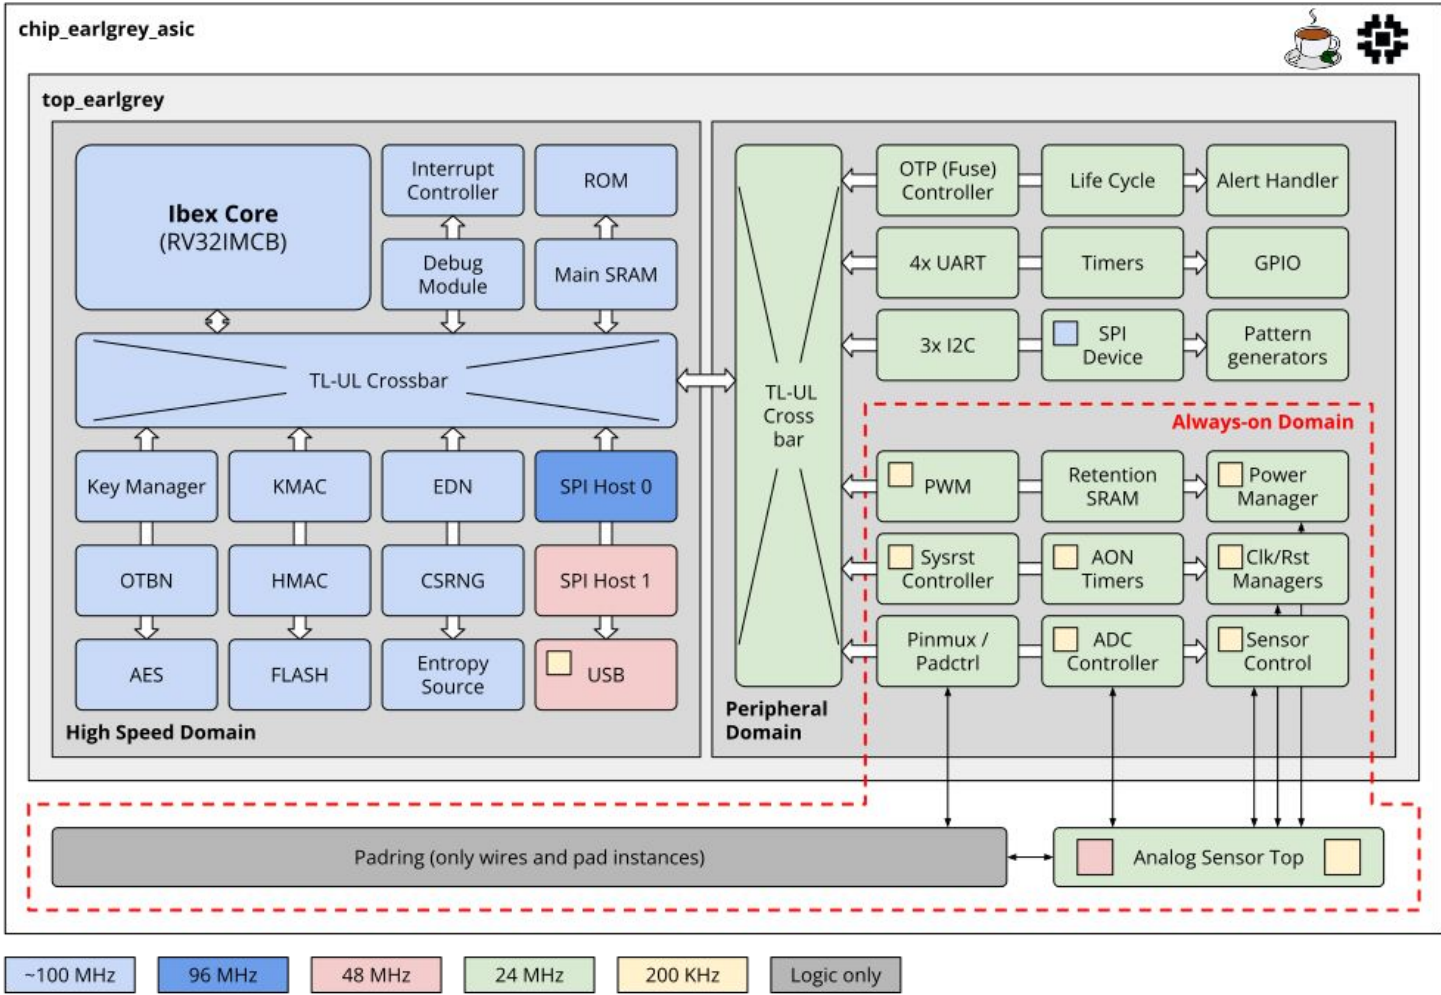 chip_earlgrey_asic
top_earlgrey
Ibex Core
(RV32IMCB)
Interrupt
Controller
ROM
Debug
Module
Main SRAM
TL-UL Crossbar
Key Manager
KMAC
EDN
SPI Host 0
OTBN
HMAC
CSRNG
SPI Host 1
AES
FLASH
Entropy
Source
USB
High Speed Domain
TL-UL
Cross
bar
OTP (Fuse)
Controller
Life Cycle
Alert Handler
4x UART
Timers
GPIO
3x I2C
SPI
Device
Pattern
generators
Always-on Domain
PWM
Retention
SRAM
Power
Manager
Sysrst
Controller
AON
Timers
Clk/Rst
Managers
Pinmux /
Padctrl
ADC
Controller
Sensor
Control
Peripheral
Domain
Padring (only wires and pad instances)
Analog Sensor Top
~100 MHz
96 MHz
48 MHz
24 MHz
200 KHz
Logic only